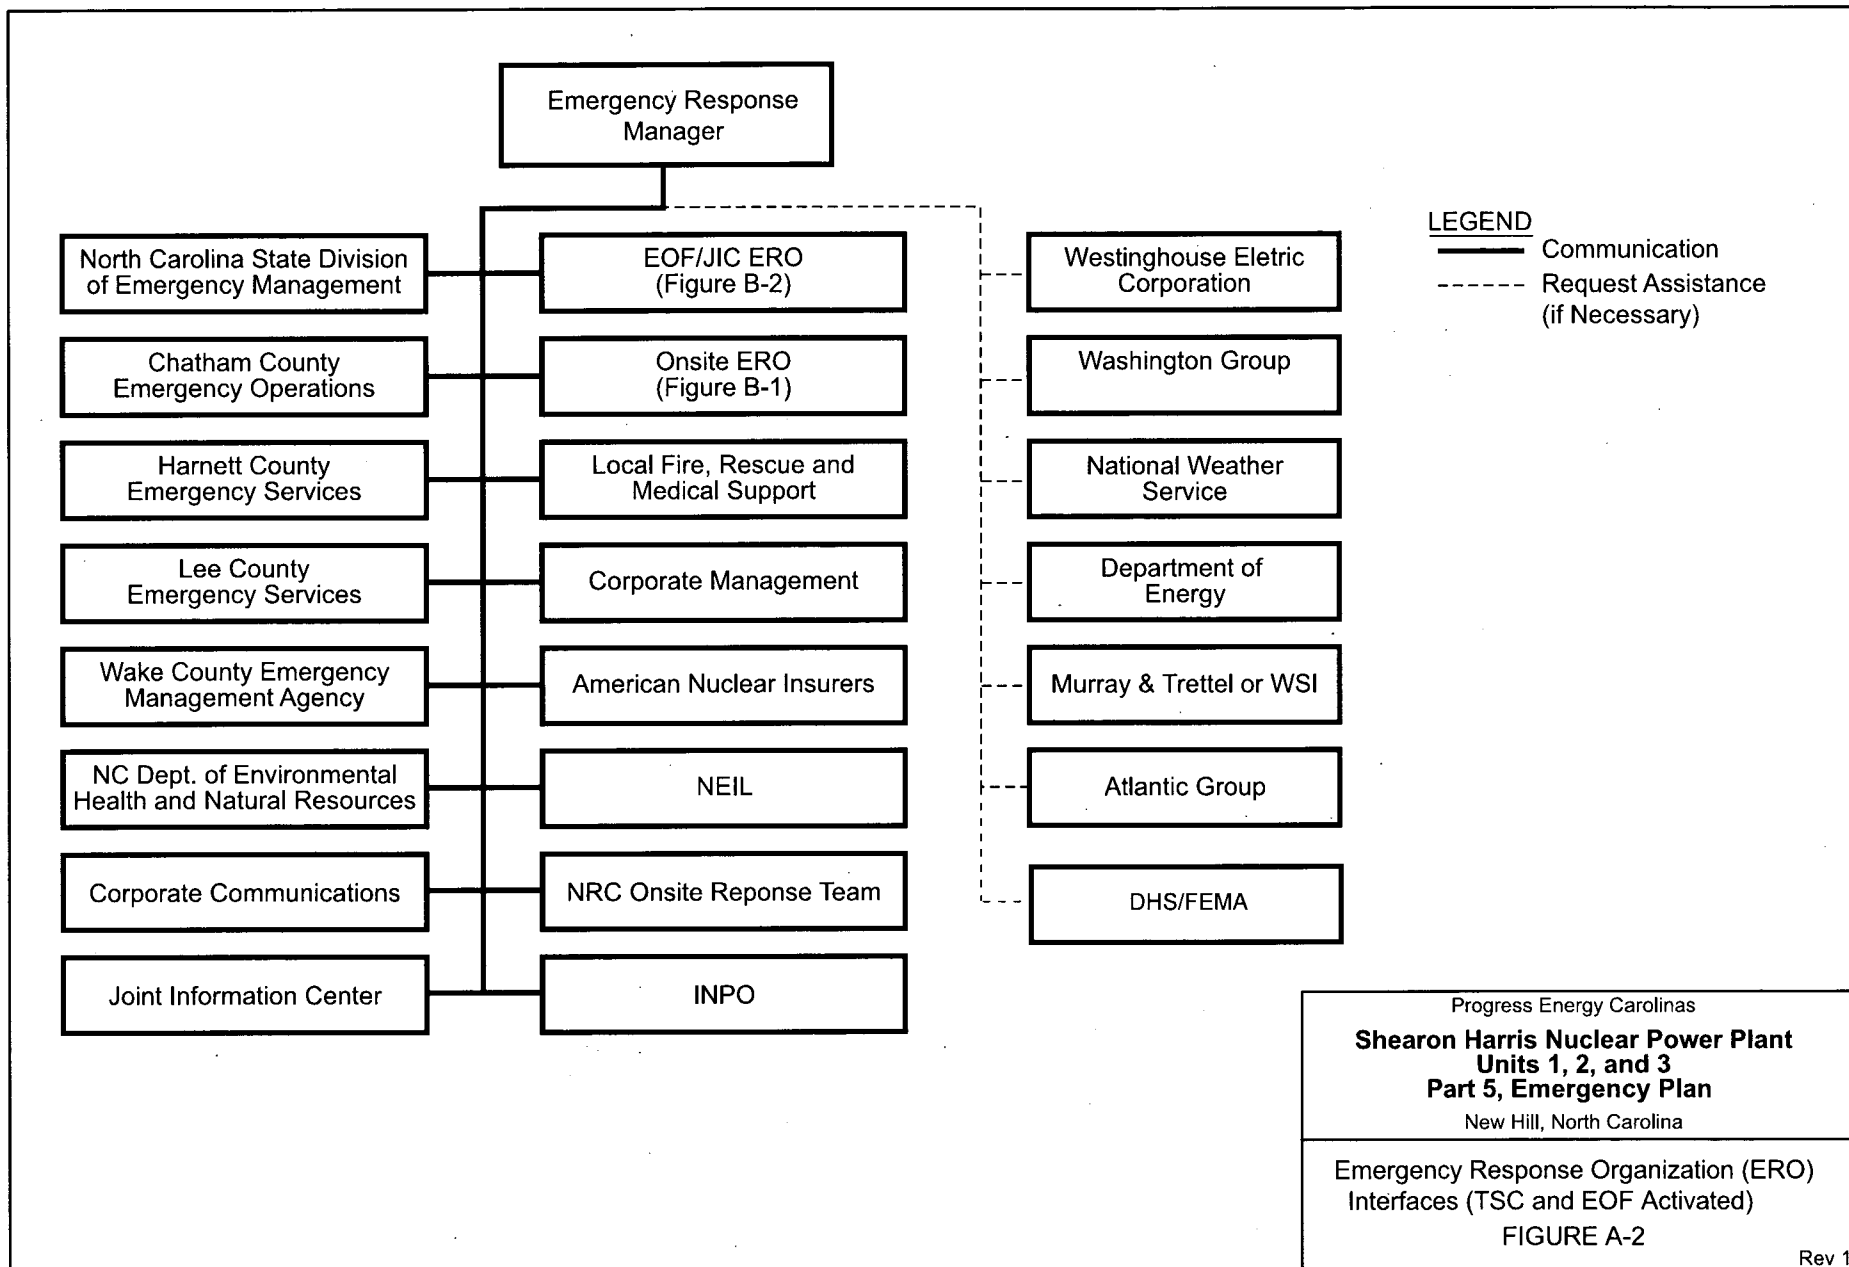 Emergency Response
Manager
North Carolina State Division
of Emergency Management
EOF/JIC ERO
(Figure B-2)
Westinghouse Eletric
Corporation
LEGEND
Communication
Request Assistance
(if Necessary)
Chatham County
Emergency Operations
Onsite ERO
(Figure B-1)
Washington Group
Harnett County
Emergency Services
Local Fire, Rescue and
Medical Support
National Weather
Service
Lee County
Emergency Services
Corporate Management
Department of
Energy
Wake County Emergency
Management Agency
American Nuclear Insurers
Murray & Trettel or WSI
NC Dept. of Environmental
Health and Natural Resources
NEIL
Atlantic Group
Corporate Communications
NRC Onsite Reponse Team
DHS/FEMA
Joint Information Center
INPO
Progress Energy Carolinas
Shearon Harris Nuclear Power Plant
Units 1, 2, and 3
Part 5, Emergency Plan
New Hill, North Carolina
Emergency Response Organization (ERO)
Interfaces (TSC and EOF Activated)
FIGURE A-2
Rev 1